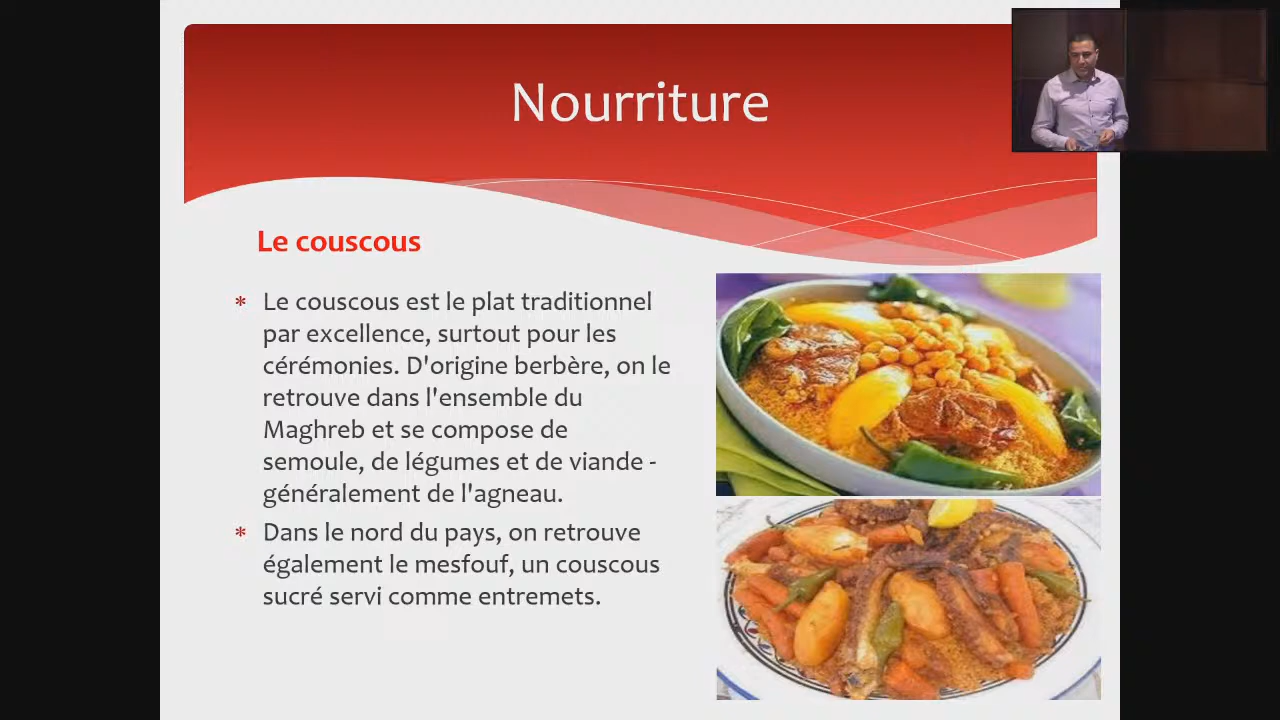 Nourriture
Le couscous
* Le couscous est le plat traditionnel
par excellence, surtout pour les
cérémonies. D'origine berbère, on le
retrouve dans l'ensemble du
Maghreb et se compose de
semoule, de légumes et de viande -
généralement de l'agneau.
* Dans le nord du pays, on retrouve
également le mesfouf, un couscous
sucré servi comme entremets.